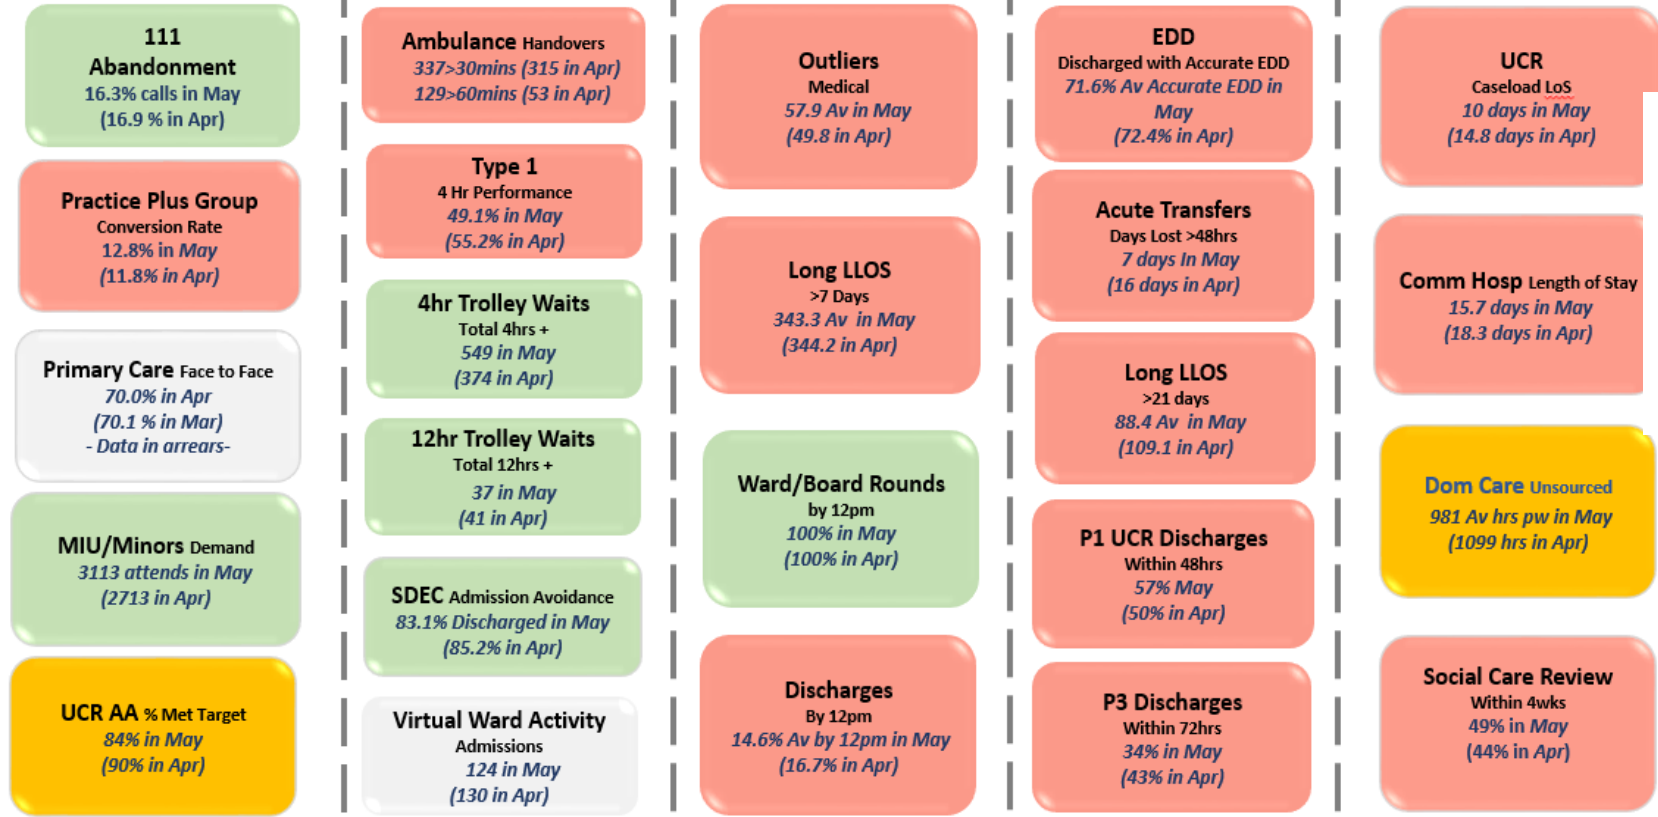 111
Abandonment
16.3% calls in May
(16.9 % in Apr)
Practice Plus Group
Conversion Rate
12.8% in May
(11.8% in Apr)
Primary Care Face to Face
70.0% in Apr
(70.1 % in Mar)
- Data in arrears-
MIU/Minors Demand
3113 attends in May
(2713 in Apr)
UCR AA % Met Target
84% in May
(90% in Apr)
Ambulance Handovers
337>30mins (315 in Apr)
129>60mins (53 in Apr)
Type 1
4 Hr Performance
49.1% in May
(55.2% in Apr)
4hr Trolley Waits
Total 4hrs +
549 in May
(374 in Apr)
12hr Trolley Waits
Total 12hrs +
37 in May
(41 in Apr)
SDEC Admission Avoidance
83.1% Discharged in May
(85.2% in Apr)
Virtual Ward Activity
Admissions
124 in May
(130 in Apr)
Outliers
Medical
57.9 Av in May
(49.8 in Apr)
Long LLOS
>7 Days
343.3 Av in May
(344.2 in Apr)
Ward/Board Rounds
by 12pm
100% in May
(100% in Apr)
Discharges
By 12pm
14.6% Av by 12pm in May
(16.7% in Apr)
EDD
Discharged with Accurate EDD
71.6% Av Accurate EDD in
May
(72.4% in Apr)
Acute Transfers
Days Lost >48hrs
7 days In May
(16 days in Apr)
Long LLOS
>21 days
88.4 Av in May
(109.1 in Apr)
P1 UCR Discharges
Within 48hrs
57% May
(50% in Apr)
P3 Discharges
Within 72hrs
34% in May
(43% in Apr)
UCR
Caseload LoS
10 days in May
(14.8 days in Apr)
Comm Hosp Length of Stay
15.7 days in May
(18.3 days in Apr)
Dom Care Unsourced
981 Av hrs pw in May
(1099 hrs in Apr)
Social Care Review
Within 4wks
49% in May
(44% in Apr)